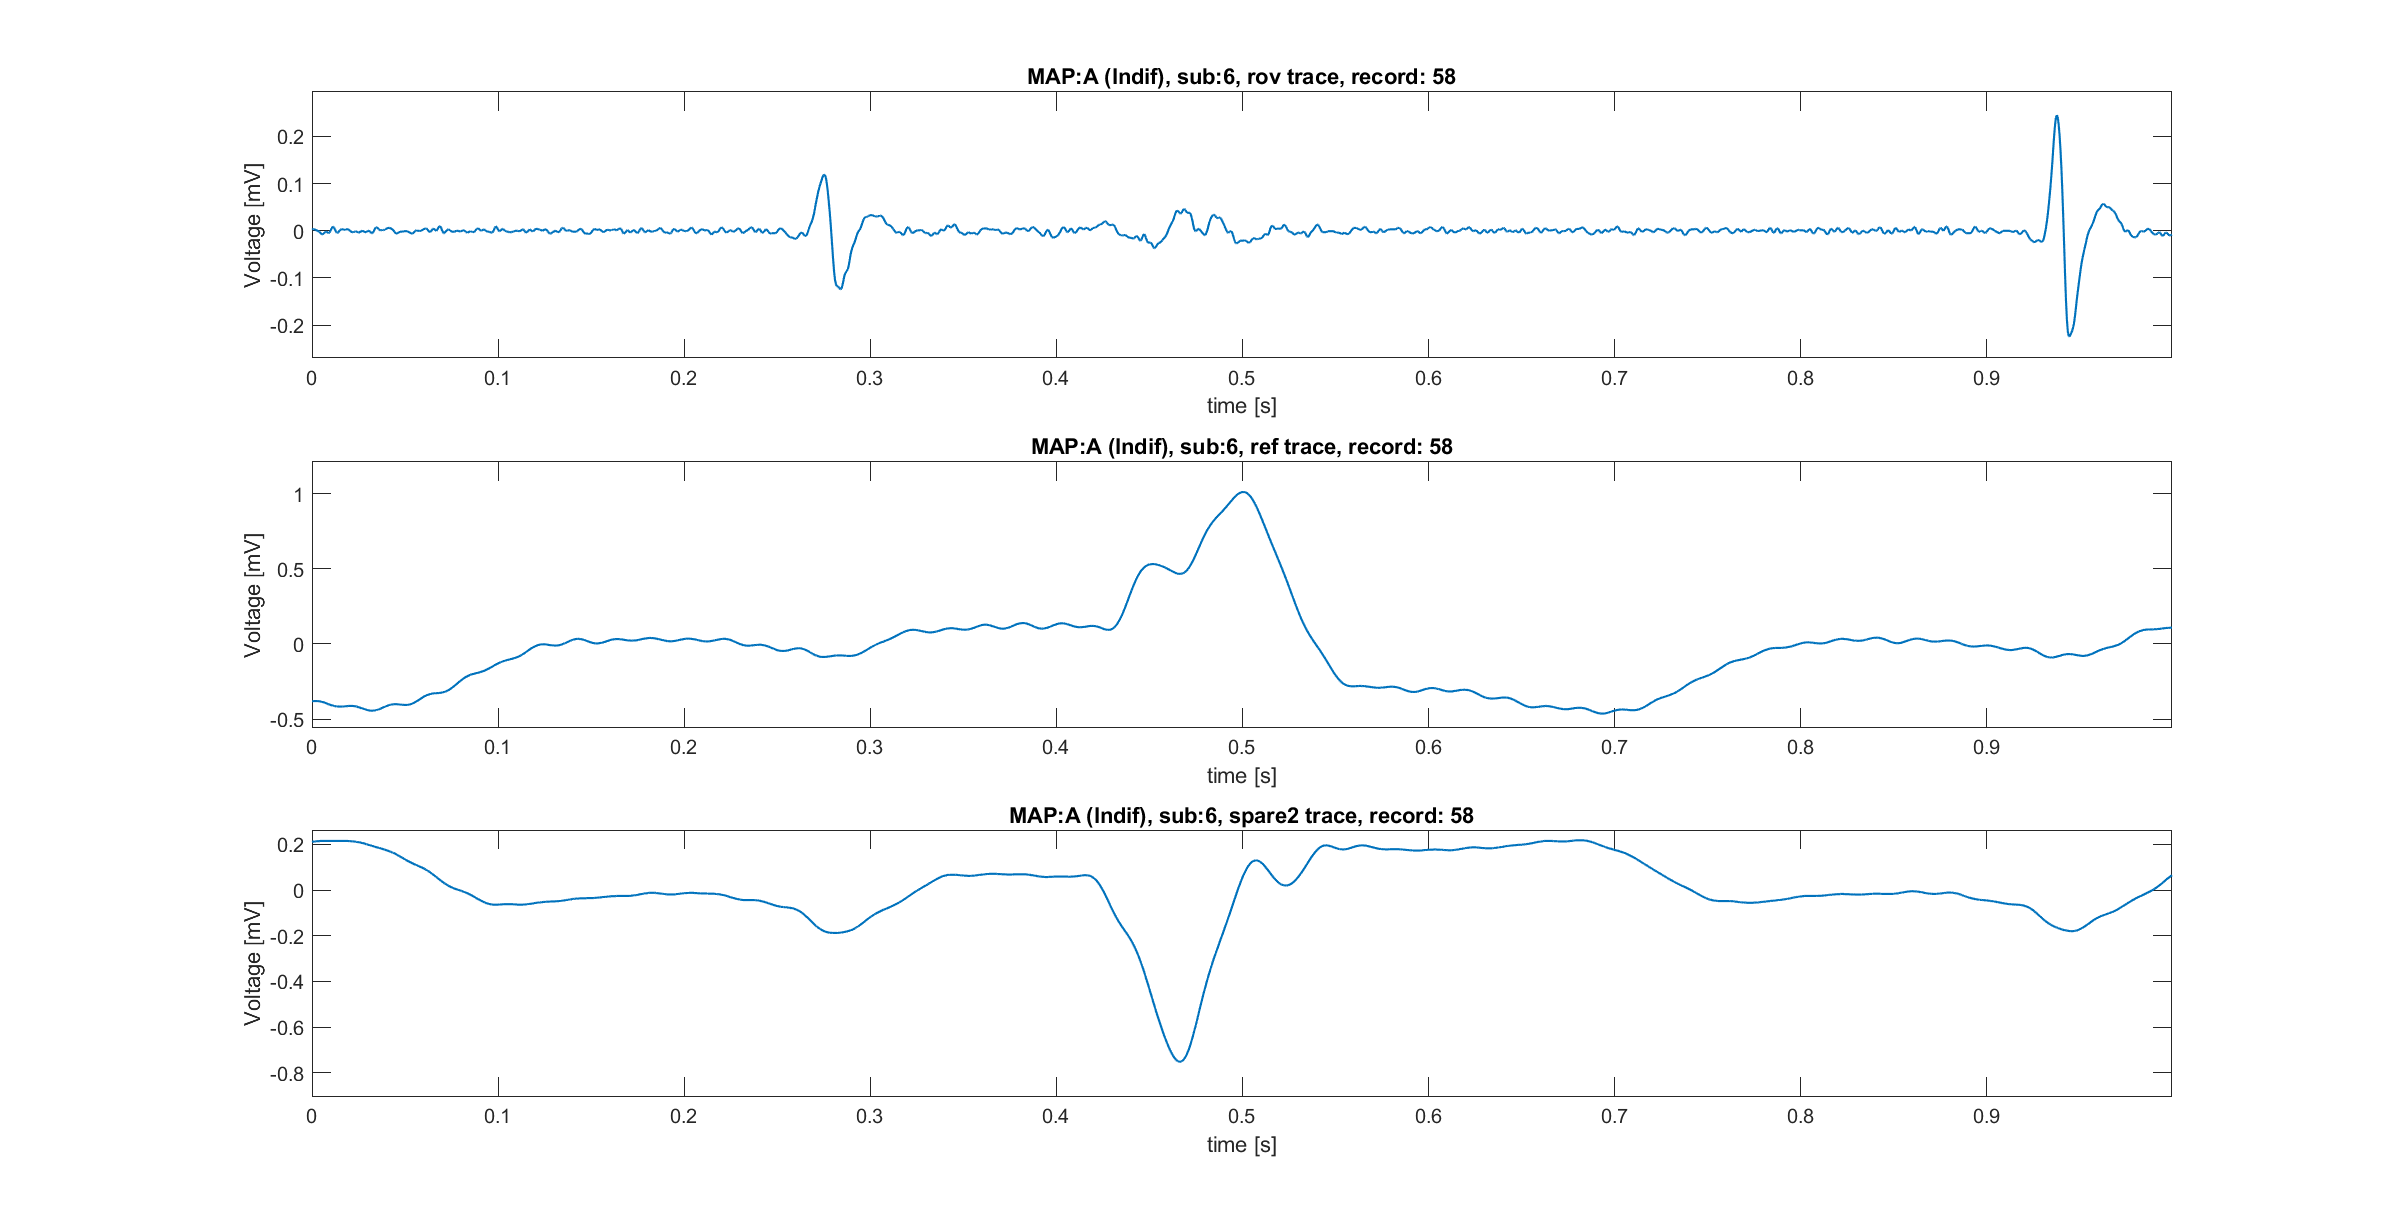 MAP:A (Indif), sub:6, rov trace, record: 58
Voltage [mV]
0.2
0.1
0
-0.1
-0.2
0 0.1 0.2 0.3 0.4 0.5 0.6 0.7 0.8 0.9
time [s]
MAP:A (Indif), sub:6, ref trace, record: 58
Voltage [mV]
1
0.5
0
-0.5
0 0.1 0.2 0.3 0.4 0.5 0.6 0.7 0.8 0.9
time [s]
MAP:A (Indif), sub:6, spare2 trace, record: 58
Voltage [mV]
0.2
0
-0.2
-0.4
-0.6
-0.8
0 0.1 0.2 0.3 0.4 0.5 0.6 0.7 0.8 0.9
time [s]